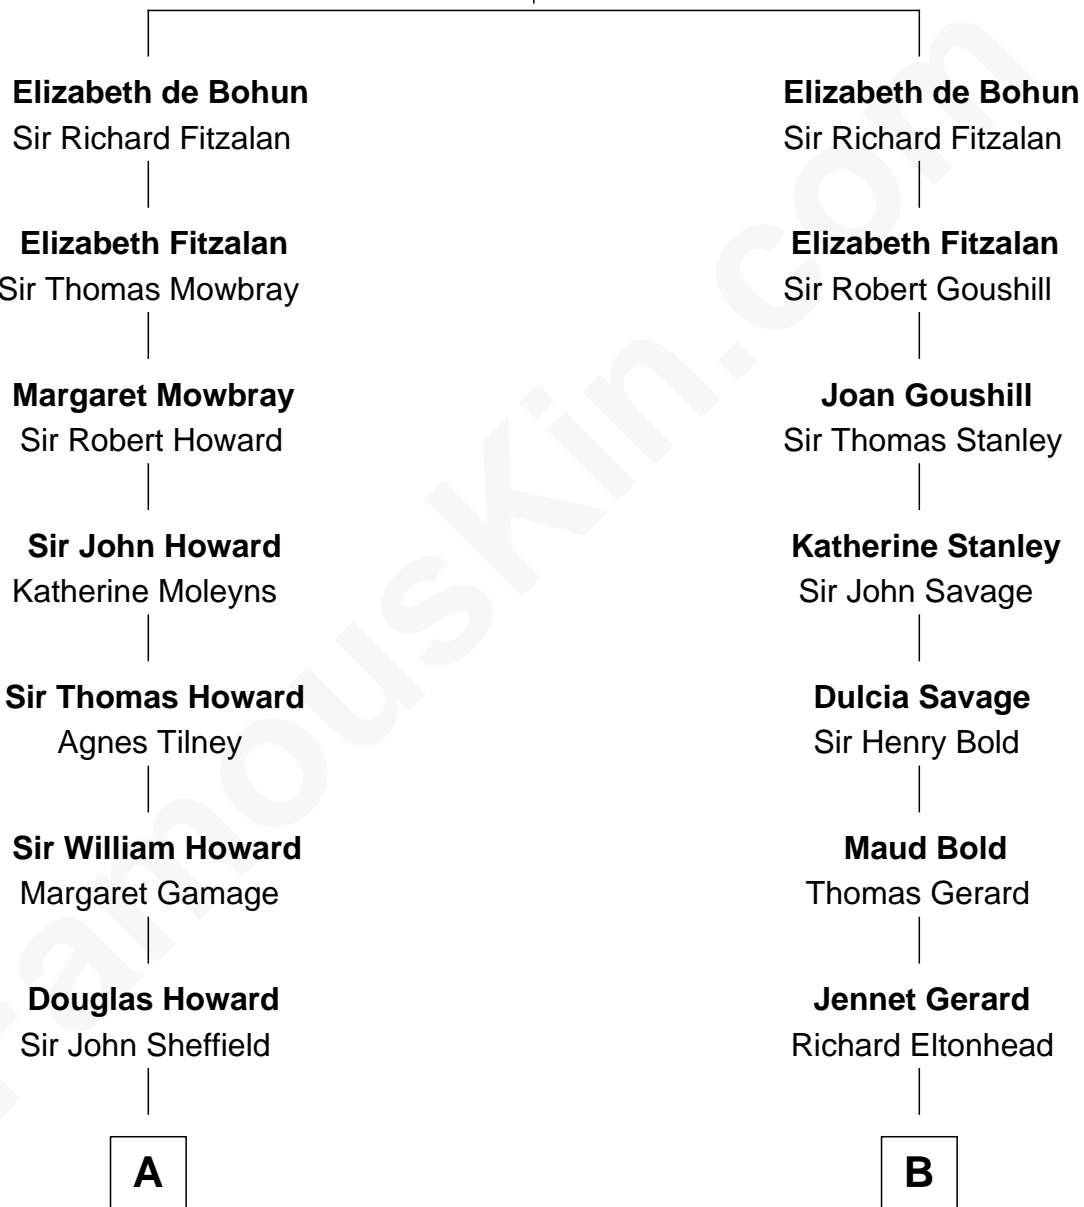 Elizabeth de Bohun
Sir Richard Fitzalan
Elizabeth Fitzalan
Sir Thomas Mowbray
Margaret Mowbray
Sir Robert Howard
Sir John Howard
Katherine Moleyns
Sir Thomas Howard
Agnes Tilney
Sir William Howard
Margaret Gamage
Douglas Howard
Sir John Sheffield
A
Elizabeth de Bohun
Sir Richard Fitzalan
Elizabeth Fitzalan
Sir Robert Goushill
Joan Goushill
Sir Thomas Stanley
Katherine Stanley
Sir John Savage
Dulcia Savage
Sir Henry Bold
Maud Bold
Thomas Gerard
Jennet Gerard
Richard Eltonhead
B
FamousKin.com